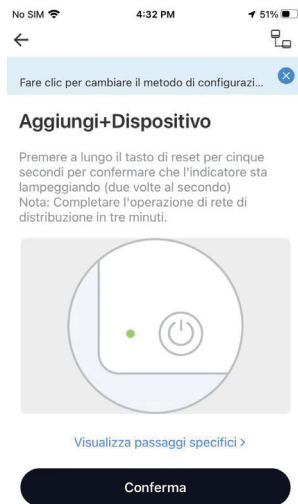 No SIM 4:32 PM 51%
Fare clic per cambiare il metodo di configurazi...
Aggiungi+Dispositivo
Premere a lungo il tasto di reset per cinque
secondi per confermare che l'indicatore sta
lampeggiando (due volte al secondo)
Nota: Completare l'operazione di rete di
distribuzione in tre minuti.
Visualizza passaggi specifici >
Conferma